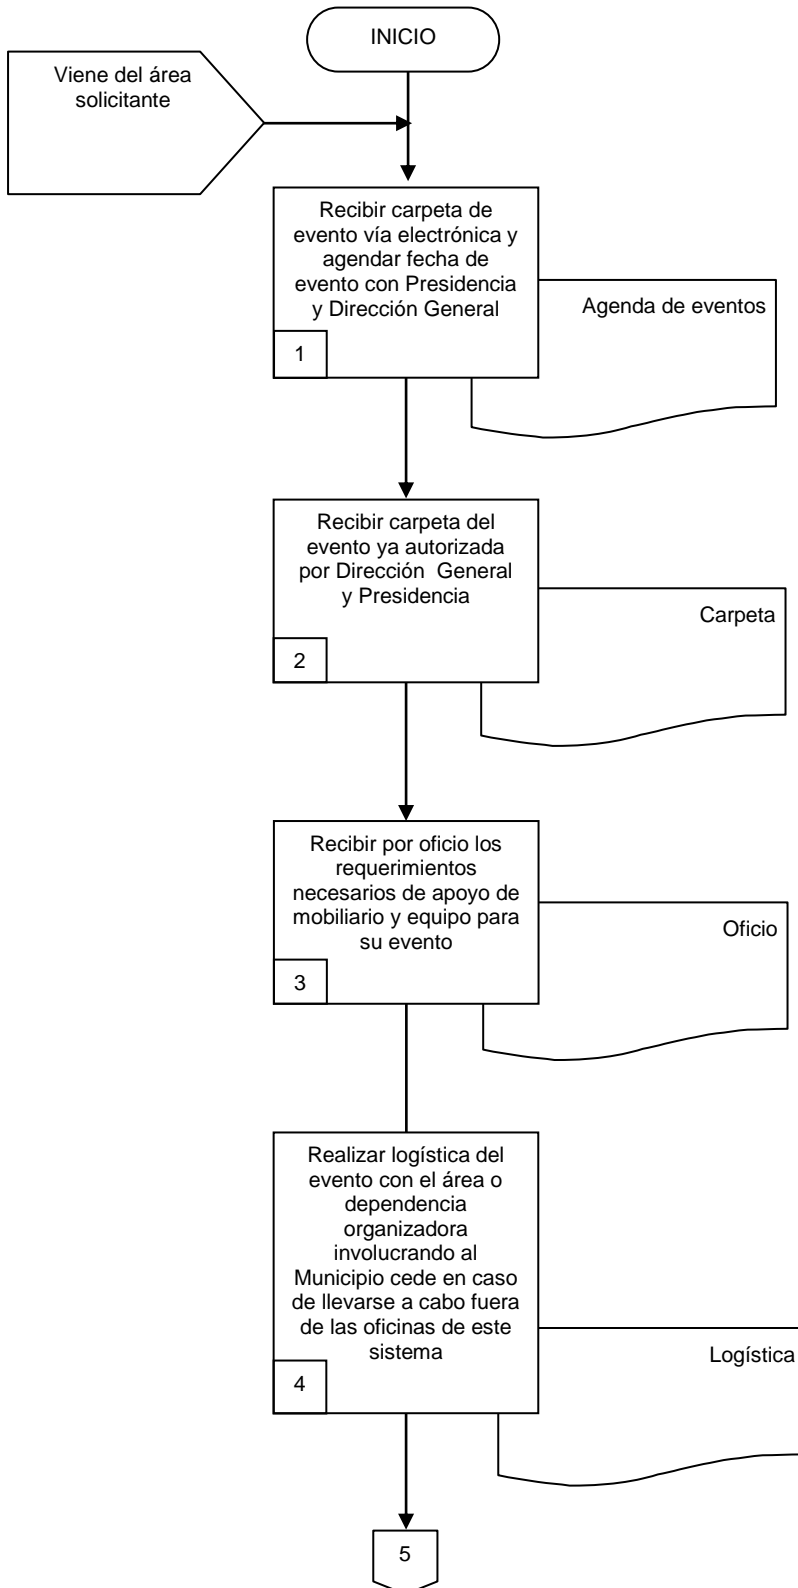 INICIO
Viene del área
solicitante
Recibir carpeta de
evento vía electrónica y
agendar fecha de
evento con Presidencia
y Dirección General
1
Agenda de eventos
Recibir carpeta del
evento ya autorizada
por Dirección General
y Presidencia
2
Carpeta
Recibir por oficio los
requerimientos
necesarios de apoyo de
mobiliario y equipo para
su evento
3
Oficio
Realizar logística del
evento con el área o
dependencia
organizadora
involucrando al
Municipio cede en caso
de llevarse a cabo fuera
de las oficinas de este
sistema
4
Logística
5